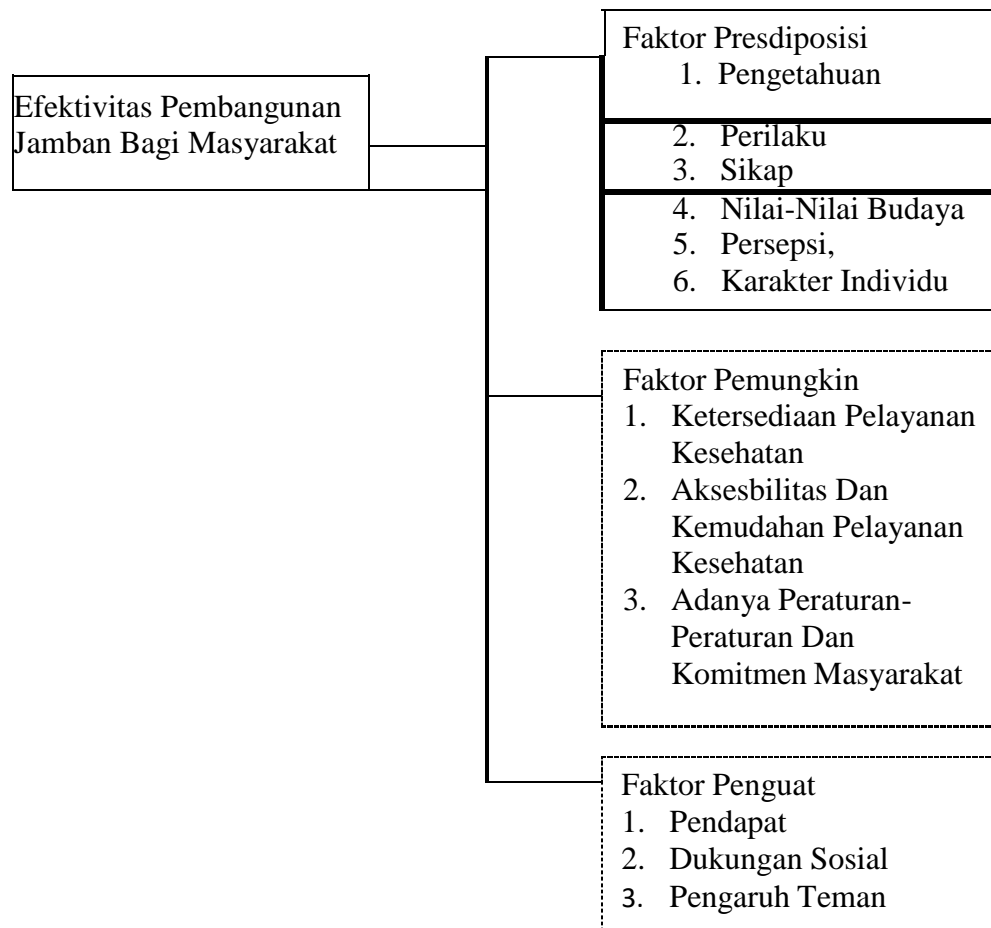 Efektivitas Pembangunan
Jamban Bagi Masyarakat
Faktor Presdiposisi
1. Pengetahuan
2. Perilaku
3. Sikap
4. Nilai-Nilai Budaya
5. Persepsi,
6. Karakter Individu
Faktor Pemungkin
1. Ketersediaan Pelayanan
Kesehatan
2. Aksesbilitas Dan
Kemudahan Pelayanan
Kesehatan
3. Adanya Peraturan-
Peraturan Dan
Komitmen Masyarakat
Faktor Penguat
1. Pendapat
2. Dukungan Sosial
3. Pengaruh Teman